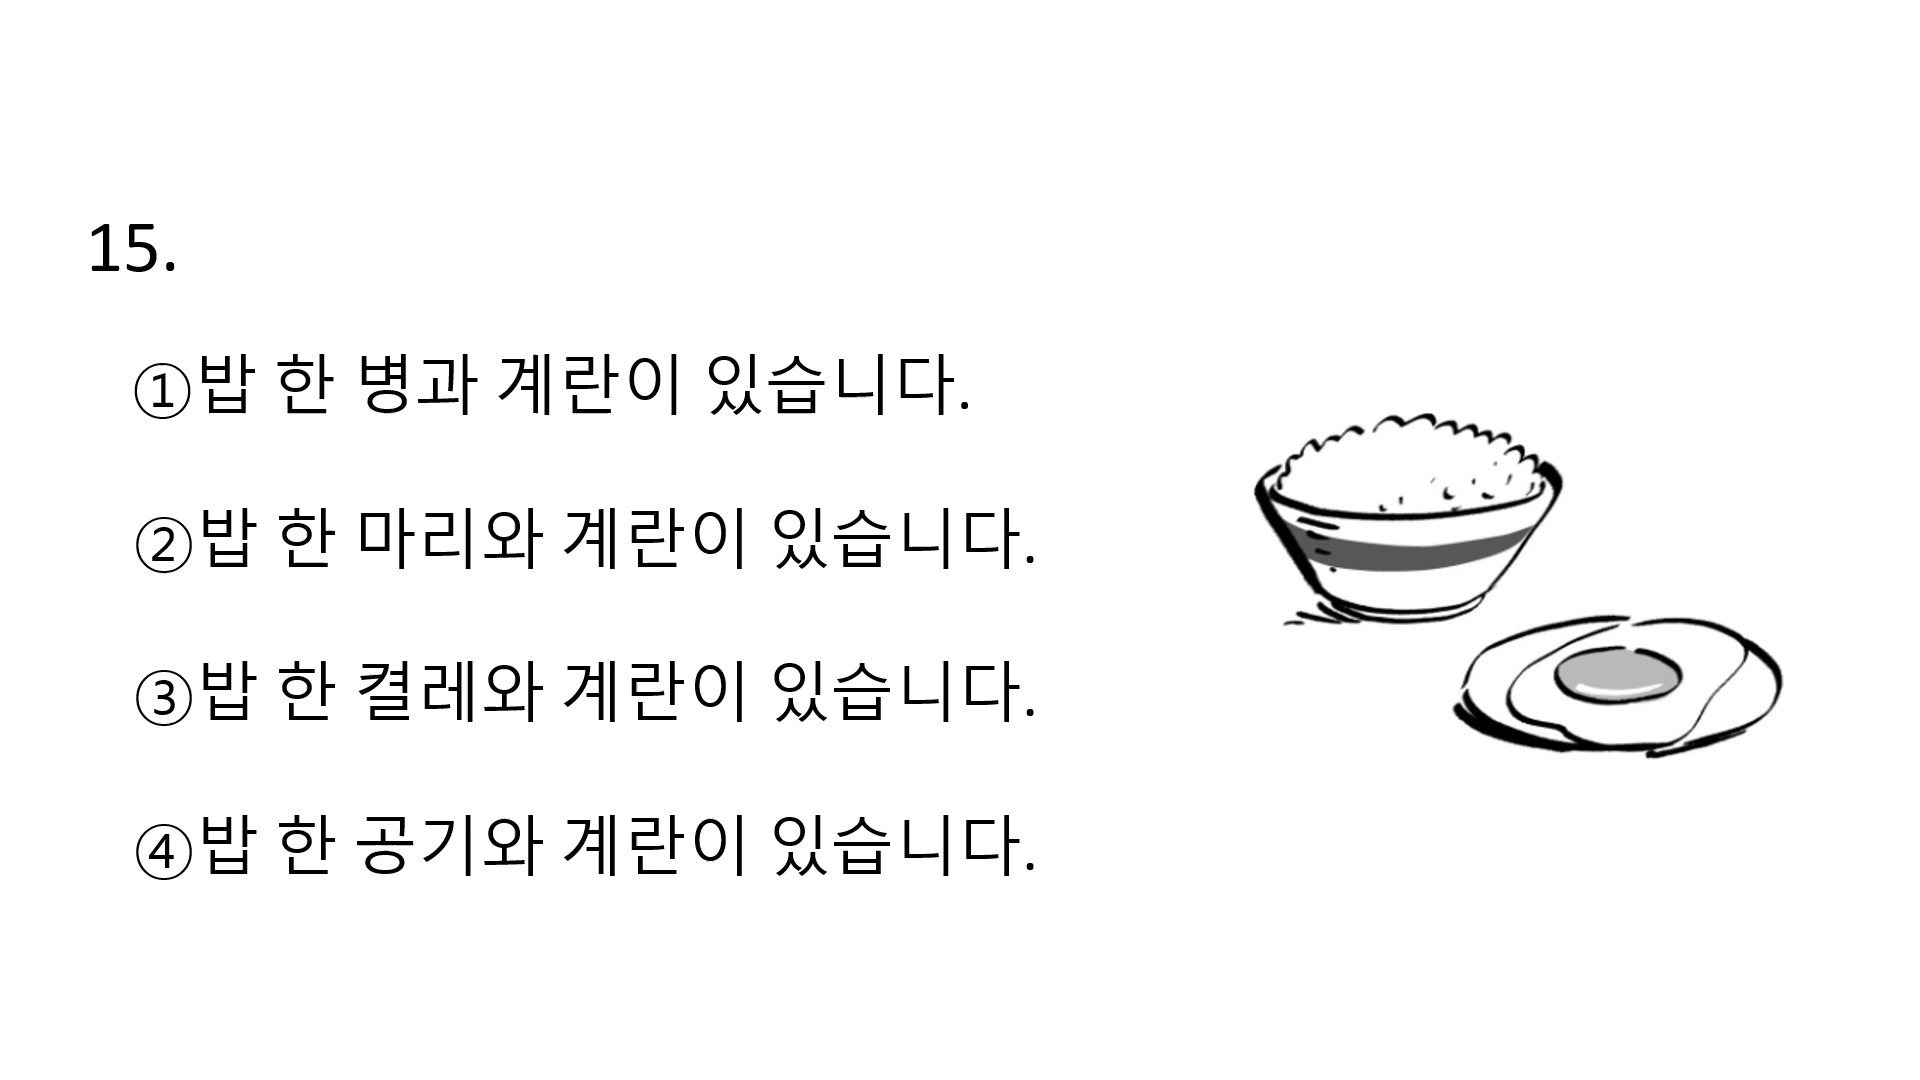 15.
①밥 한 병과 계란이 있습니다.
②밥 한 마리와 계란이 있습니다.
③밥 한 켤레와 계란이 있습니다.
④밥 한 공기와 계란이 있습니다.